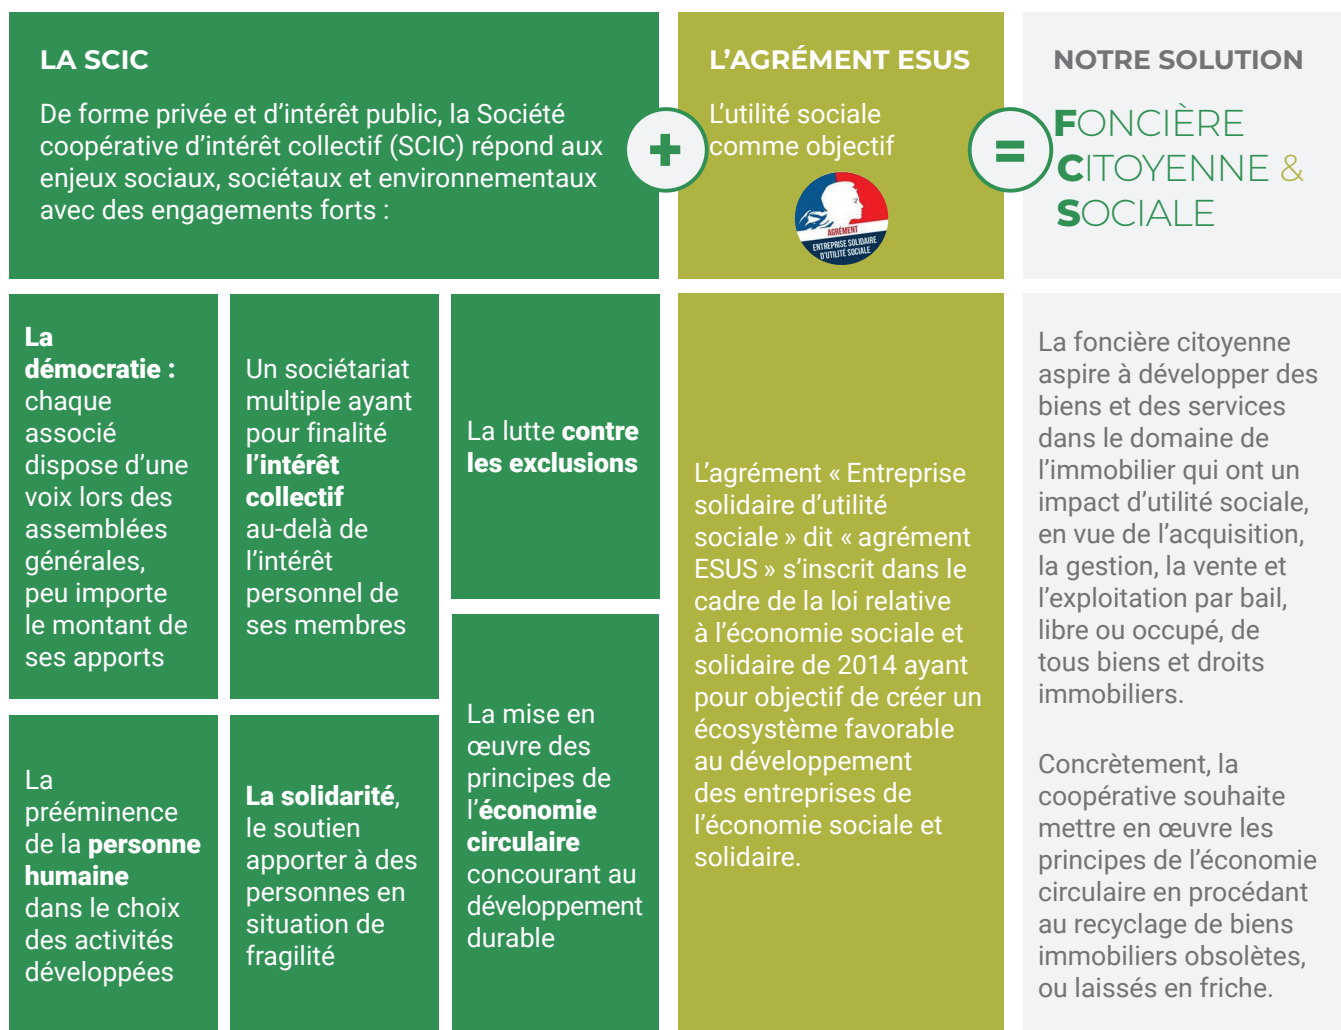 LA SCIC
De forme privée et d’intérêt public, la Société
coopérative d’intérêt collectif (SCIC) répond aux
enjeux sociaux, sociétaux et environnementaux
avec des engagements forts :
+
L’AGRÉMENT ESUS
L’utilité sociale
comme objectif
AGRÉMENT
ENTREPRISE SOLIDAIRE
D’UTILITÉ SOCIALE
=
NOTRE SOLUTION
FONCIÈRE
CITOYENNE &
SOCIALE
La
démocratie :
chaque
associé
dispose d’une
voix lors des
assemblées
générales,
peu importe
le montant de
ses apports
Un sociétariat
multiple ayant
pour finalité
l’intérêt
collectif
au-delà de
l’intérêt
personnel de
ses membres
La lutte contre
les exclusions
La
prééminence
de la personne
humaine
dans le choix
des activités
développées
La solidarité,
le soutien
apporter à des
personnes en
situation de
fragilité
La mise en
œuvre des
principes de
l’économie
circulaire
concourant au
développement
durable
L’agrément « Entreprise
solidaire d’utilité
sociale » dit « agrément
ESUS » s’inscrit dans le
cadre de la loi relative
à l’économie sociale et
solidaire de 2014 ayant
pour objectif de créer un
écosystème favorable
au développement
des entreprises de
l’économie sociale et
solidaire.
La foncière citoyenne
aspire à développer des
biens et des services
dans le domaine de
l’immobilier qui ont un
impact d’utilité sociale,
en vue de l’acquisition,
la gestion, la vente et
l’exploitation par bail,
libre ou occupé, de
tous biens et droits
immobiliers.
Concrètement, la
coopérative souhaite
mettre en œuvre les
principes de l’économie
circulaire en procédant
au recyclage de biens
immobiliers obsolètes,
ou laissés en friche.